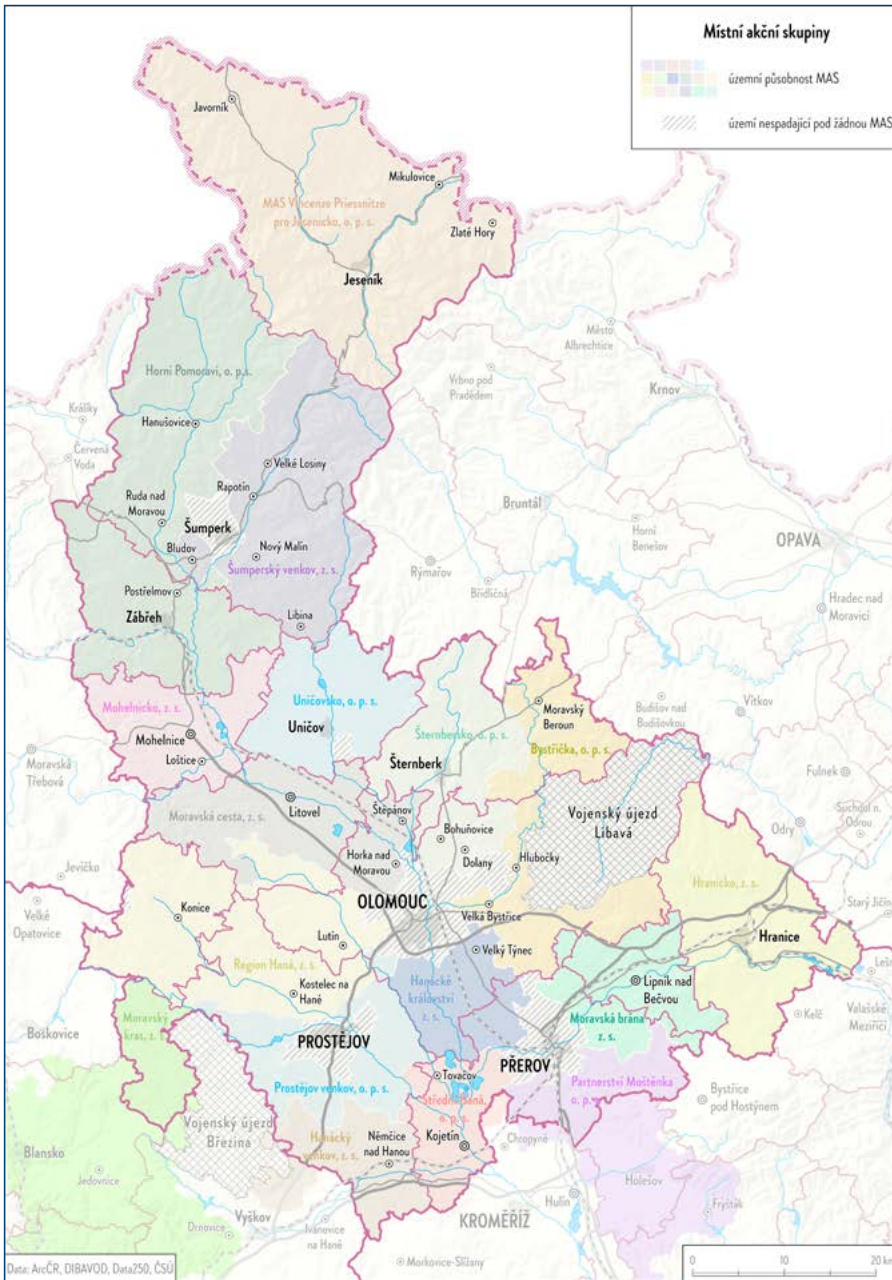 Místní akční skupiny
územní působnost MAS
území nespadající pod žádnou MAS
Javorník
Mikulovice
MAS Vincenze Priessnitze
pro Jesenicko, o. p. s.
Zlaté Hory
Jeseník
Město
Albrechtice
Vrbno pod
Pradědem
Krnov
Horní Pomoraví, o. p. s.
Králíky
Hanušovice
Červená
Voda
Velké Losiny
Rapotín
Ruda nad
Moravou
Šumperk
Bruntál
Horní
Benešov
OPAVA
Bludov
Nový Malín
Šumperský venkov, z. s.
Rýmařov
Břidličná
Postřelmov
Zábřeh
Libina
Hradec nad
Moravicí
Mohelnicko, z. s.
Uničovsko, o. p. s.
Uničov
Moravský
Beroun
Budišov nad
Budišovkou
Vítkov
Šternbersko, o. p. s.
Bystřička, o. p. s.
Mohelnice
Loštice
Šternberk
Moravská
Třebová
Fulnek
Vojenský újezd
Libavá
Moravská cesta, z. s.
Litovel
Štěpánov
Suchdol n.
Odrou
Odry
Bohuňovice
Dolany
Jevíčko
Horka nad
Moravou
Hlubočky
Hranicko, z. s.
Velké
Opatovice
Konice
OLOMOUC
Velká Bystřice
Starý Jičín
Lutín
Velký Týnec
Hranice
Region Haná, z. s.
Kostelec na
Hané
Hanácké
království
z. s.
Lipník nad
Bečvou
Kelč
Valašské
Meziříčí
Moravský
kras, z. s.
Boskovice
Moravská brána
z. s.
PROSTĚJOV
PŘEROV
Tovačov
Prostějov venkov, o. p. s.
Střední Haná,
o. p. s.
Partnerství Moštěnka
o. p. s.
Bystřice
pod Hostýnem
Vojenský újezd
Březina
Hanácký
venkov, z. s.
Němčice
nad Hanou
Kojetín
Chropyně
Blansko
Jedovnice
Holešov
Hulín
Fryšták
Drnovice
Vyškov
Ivanovice
na Hané
KROMĚŘÍŽ
Morkovice-Slížany
Data: ArcČR, DIBAVOD, Data250, ČSÚ
0 10 20 km